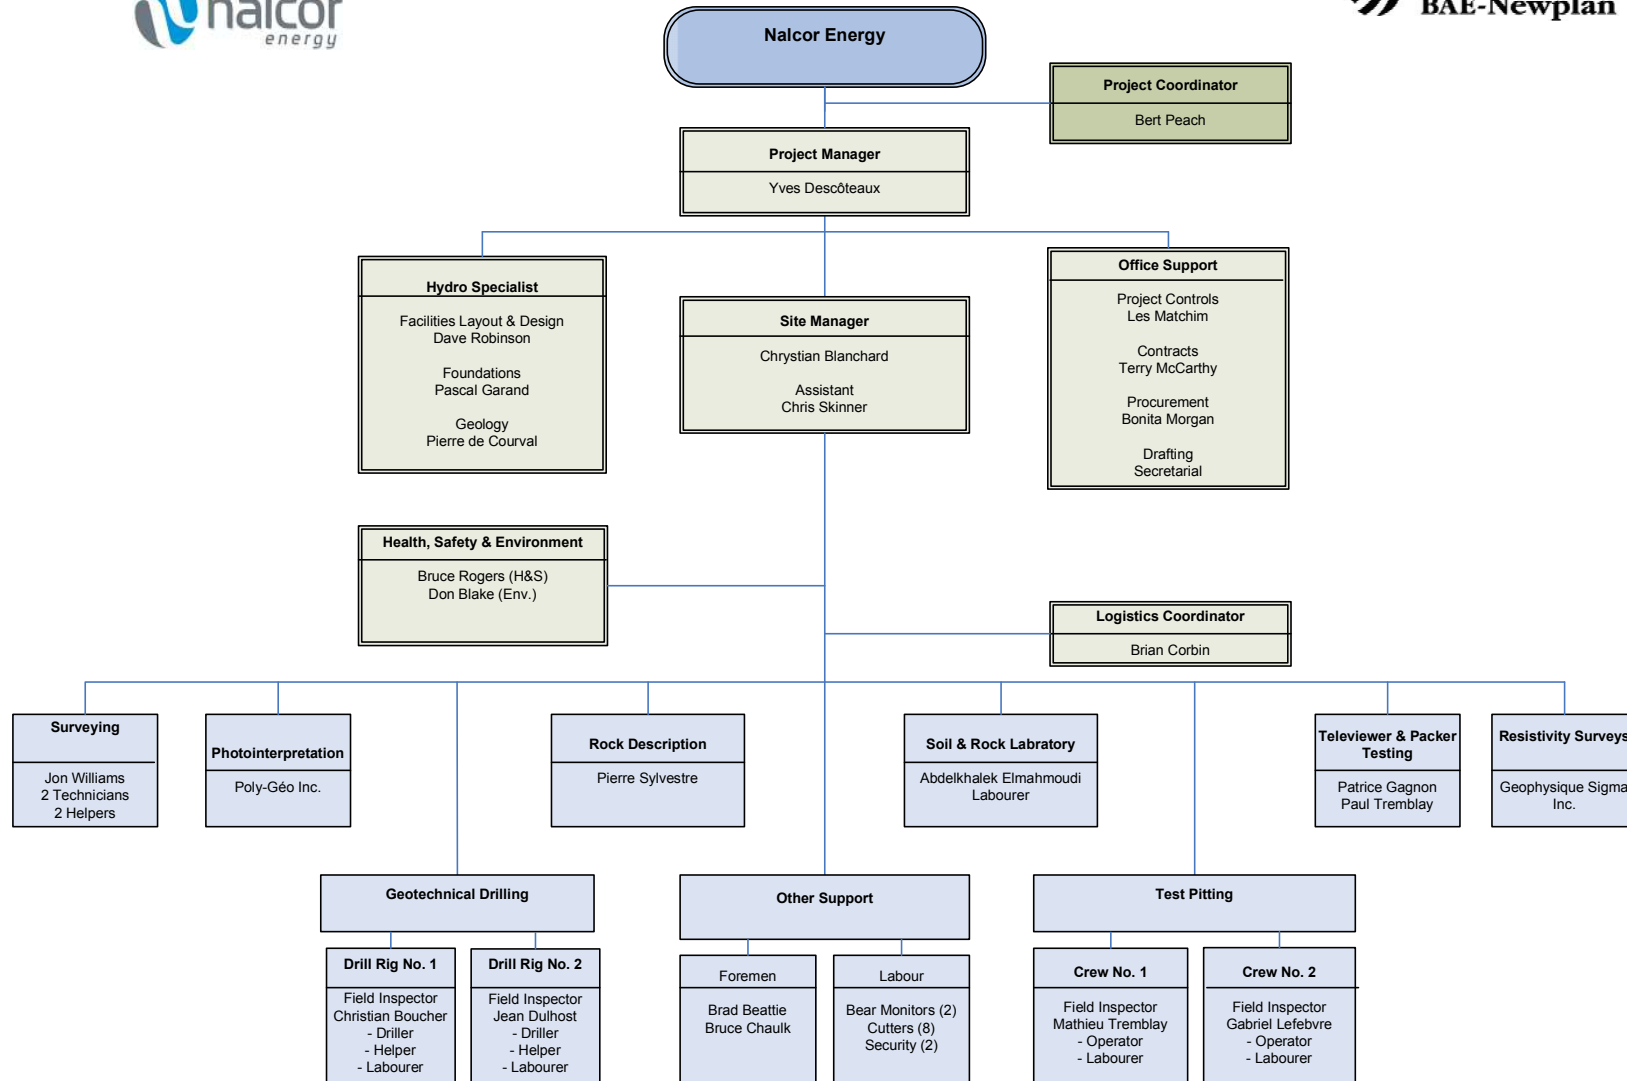 nalcor
energy
BAE-Newplan
Nalcor Energy
Project Coordinator
Bert Peach
Project Manager
Yves Descôteaux
Hydro Specialist
Facilities Layout & Design
Dave Robinson
Foundations
Pascal Garand
Geology
Pierre de Courval
Site Manager
Chrystian Blanchard
Assistant
Chris Skinner
Office Support
Project Controls
Les Matchim
Contracts
Terry McCarthy
Procurement
Bonita Morgan
Drafting
Secretarial
Health, Safety & Environment
Bruce Rogers (H&S)
Don Blake (Env.)
Logistics Coordinator
Brian Corbin
Surveying
Jon Williams
2 Technicians
2 Helpers
Photointerpretation
Poly-Géo Inc.
Rock Description
Pierre Sylvestre
Soil & Rock Labratory
Abdelkhalek Elmahmoudi
Labourer
Televiewer & Packer
Testing
Patrice Gagnon
Paul Tremblay
Resistivity Surveys
Geophysique Sigma
Inc.
Geotechnical Drilling
Drill Rig No. 1
Field Inspector
Christian Boucher
- Driller
- Helper
- Labourer
Drill Rig No. 2
Field Inspector
Jean Dulhost
- Driller
- Helper
- Labourer
Other Support
Foremen
Brad Beattie
Bruce Chaulk
Labour
Bear Monitors (2)
Cutters (8)
Security (2)
Test Pitting
Crew No. 1
Field Inspector
Mathieu Tremblay
- Operator
- Labourer
Crew No. 2
Field Inspector
Gabriel Lefebvre
- Operator
- Labourer